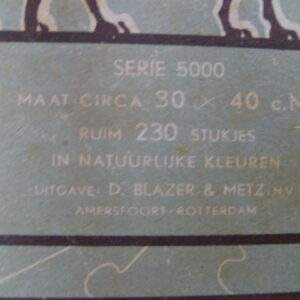 SERIE 5000
MAAT CIRCA 30 × 40 c.M
RUIM 230 STUKJES
IN NATUURLIJKE KLEUREN
UITGAVE: D. BLAZER & METZ N.V.
AMERSFOORT - ROTTERDAM